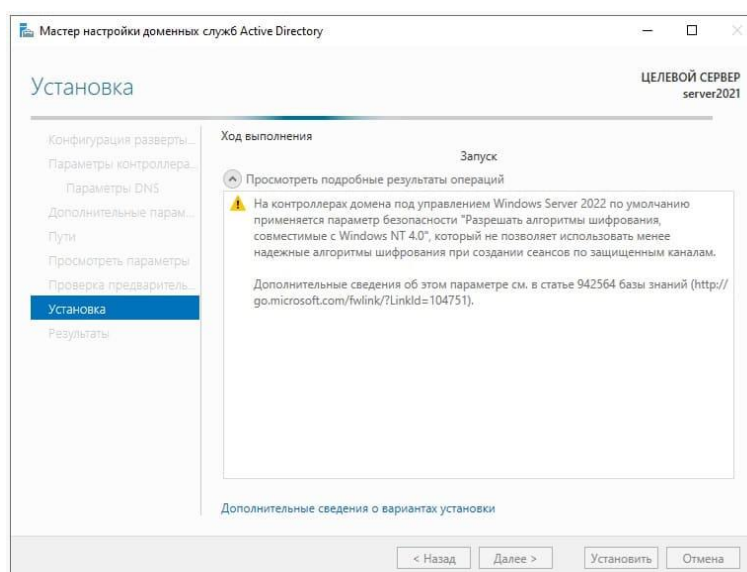 Мастер настройки доменных служб Active Directory
Установка
ЦЕЛЕВОЙ СЕРВЕР
server2021
Конфигурация разверты...
Параметры контроллера...
Параметры DNS
Дополнительные парам...
Пути
Просмотреть параметры
Проверка предваритель...
Установка
Результаты
Ход выполнения
Запуск
Просмотреть подробные результаты операций
На контроллерах домена под управлением Windows Server 2022 по умолчанию
применяется параметр безопасности "Разрешать алгоритмы шифрования,
совместимые с Windows NT 4.0", который не позволяет использовать менее
надежные алгоритмы шифрования при создании сеансов по защищенным каналам.
Дополнительные сведения об этом параметре см. в статье 942564 базы знаний (http://
go.microsoft.com/fwlink/?LinkId=104751).
Дополнительные сведения о вариантах установки
< Назад
Далее >
Установить
Отмена